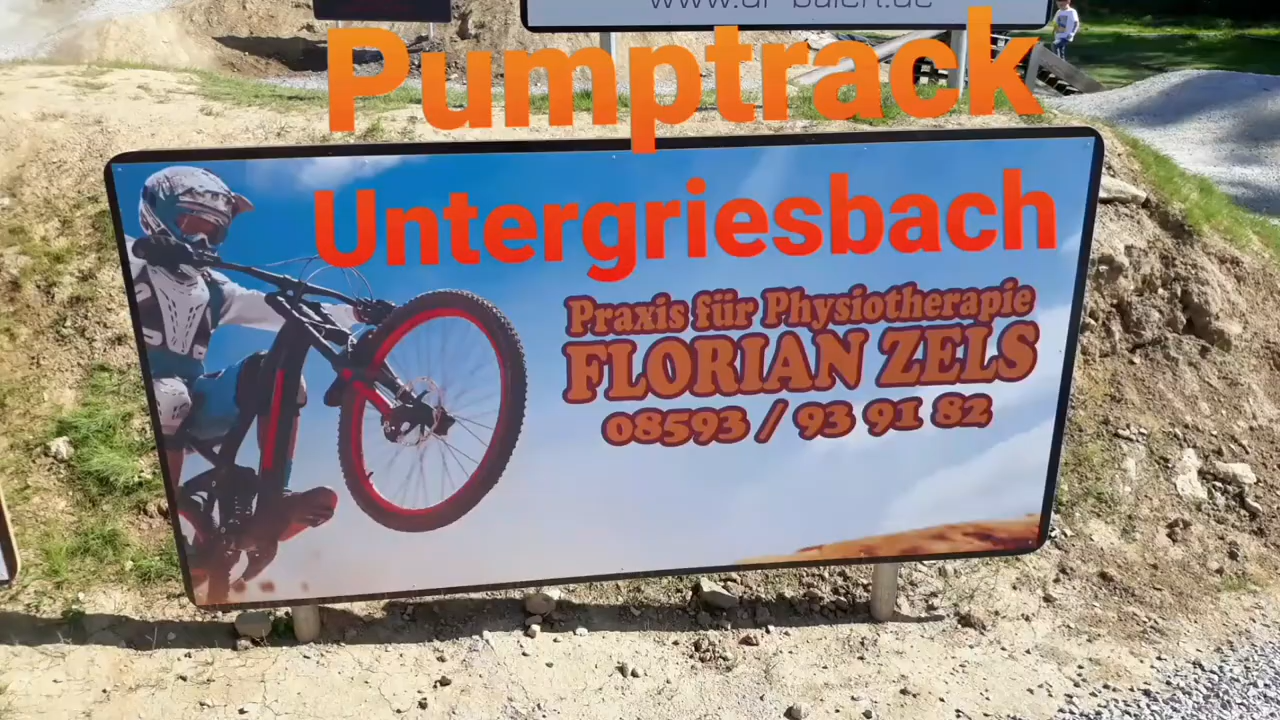 Pumptrack
Untergriesbach
Praxis für Physiotherapie
FLORIAN ZELS
08593 / 93 91 82